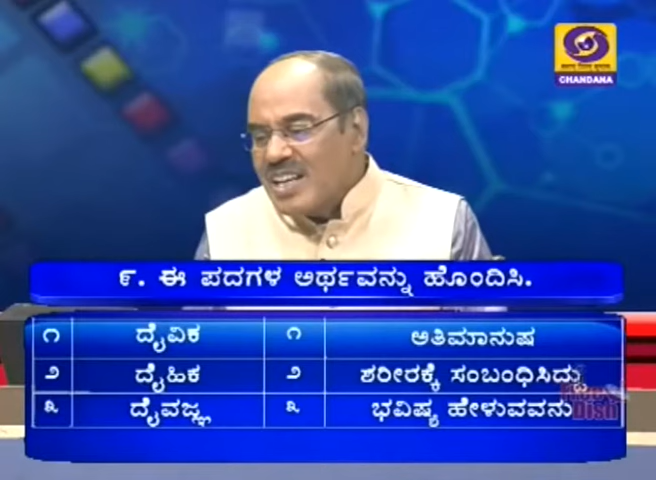 CHANDANA
೯. ಈ ಪದಗಳ ಅರ್ಥವನ್ನು ಹೊಂದಿಸಿ.
೧ ದೈವಿಕ ೧ ಅತಿಮಾನುಷ
೨ ದೈಹಿಕ ೨ ಶರೀರಕ್ಕೆ ಸಂಬಂಧಿಸಿದ್ದು
೩ ದೈವಜ್ಞ ೩ ಭವಿಷ್ಯ ಹೇಳುವವನು